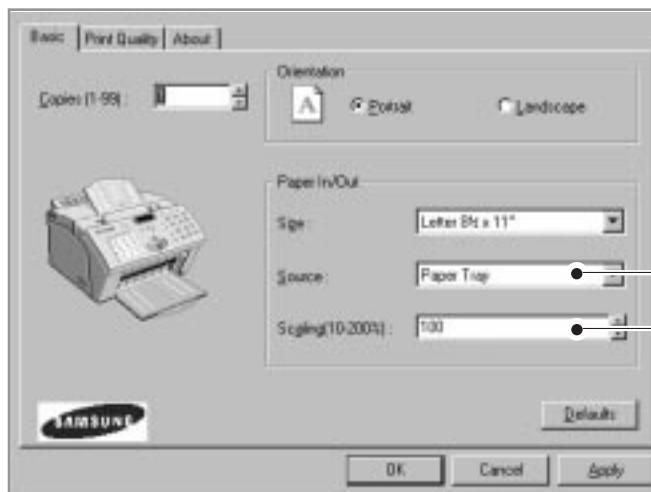 Basic Print Quality About
Copies (1-99) : 1
Orientation
A
Portrait Landscape
Paper In/Out
Size : Letter 8½ x 11"
Source : Paper Tray
Scaling(10-200%) : 100
SAMSUNG
Defaults
OK Cancel Apply